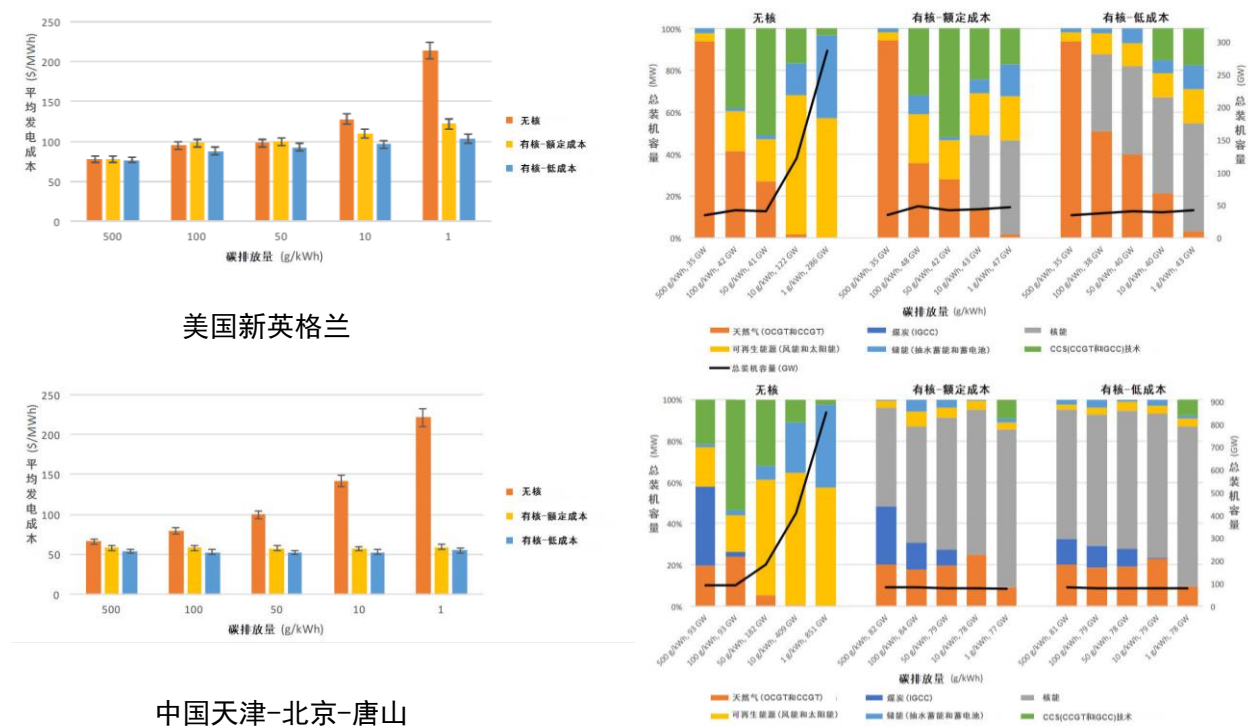 平均发电成本 ($/MWh)
250
200
150
100
50
0
500
100
50
10
1
碳排放量 (g/kWh)
无核
有核-额定成本
有核-低成本
美国新英格兰
无核
有核-额定成本
有核-低成本
总装机容量 (MW)
100%
80%
60%
40%
20%
0%
300
250
200
150
100
50
0
总装机容量 (GW)
500 g/kWh, 35 GW
100 g/kWh, 42 GW
50 g/kWh, 41 GW
10 g/kWh, 122 GW
1 g/kWh, 286 GW
500 g/kWh, 35 GW
100 g/kWh, 48 GW
50 g/kWh, 42 GW
10 g/kWh, 43 GW
1 g/kWh, 47 GW
500 g/kWh, 35 GW
100 g/kWh, 38 GW
50 g/kWh, 40 GW
10 g/kWh, 40 GW
1 g/kWh, 43 GW
碳排放量 (g/kWh)
天然气(OCGT和CCGT)
煤炭(IGCC)
核能
可再生能源(风能和太阳能)
储能(抽水蓄能和蓄电池)
CCS(CCGT和IGCC)技术
总装机容量(GW)
平均发电成本 ($/MWh)
250
200
150
100
50
0
500
100
50
10
1
碳排放量 (g/kWh)
无核
有核-额定成本
有核-低成本
中国天津-北京-唐山
无核
有核-额定成本
有核-低成本
总装机容量 (MW)
100%
80%
60%
40%
20%
0%
900
800
700
600
500
400
300
200
100
0
总装机容量 (GW)
500 g/kWh, 93 GW
100 g/kWh, 93 GW
50 g/kWh, 182 GW
10 g/kWh, 409 GW
1 g/kWh, 851 GW
500 g/kWh, 82 GW
100 g/kWh, 84 GW
50 g/kWh, 79 GW
10 g/kWh, 78 GW
1 g/kWh, 77 GW
500 g/kWh, 81 GW
100 g/kWh, 79 GW
50 g/kWh, 78 GW
10 g/kWh, 79 GW
1 g/kWh, 78 GW
碳排放量 (g/kWh)
天然气(OCGT和CCGT)
煤炭(IGCC)
核能
可再生能源(风能和太阳能)
储能(抽水蓄能和蓄电池)
CCS(CCGT和IGCC)技术